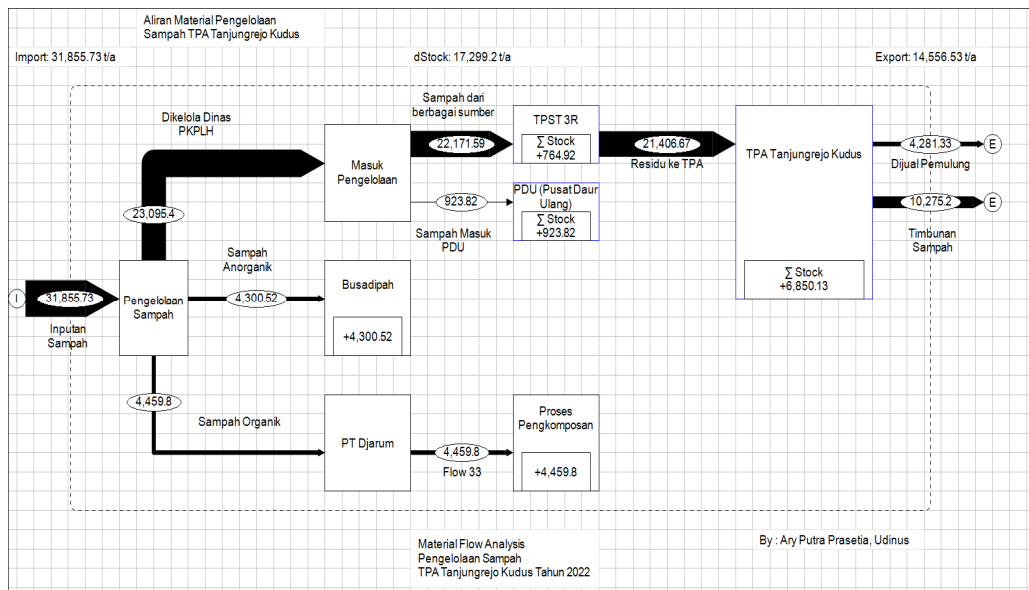 Aliran Material Pengelolaan
Sampah TPA Tanjungrejo Kudus
Import: 31,855.73 t/a
dStock: 17,299.2 t/a
Export: 14,556.53 t/a
Dikelola Dinas
PKPLH
Sampah dari
berbagai sumber
TPST 3R
∑ Stock
+764.92
22,171.59
21,406.67
Residu ke TPA
TPA Tanjungrejo Kudus
∑ Stock
+6,850.13
4,281.33
E
Dijual Pemulung
10,275.2
E
Timbunan
Sampah
Masuk
Pengelolaan
923.82
Sampah Masuk
PDU
PDU (Pusat Daur
Ulang)
∑ Stock
+923.82
23,095.4
Sampah
Anorganik
I
31,855.73
Inputan
Sampah
Pengelolaan
Sampah
4,300.52
Busadipah
+4,300.52
4,459.8
Sampah Organik
PT Djarum
4,459.8
Flow 33
Proses
Pengkomposan
+4,459.8
Material Flow Analysis
Pengelolaan Sampah
TPA Tanjungrejo Kudus Tahun 2022
By : Ary Putra Prasetia, Udinus